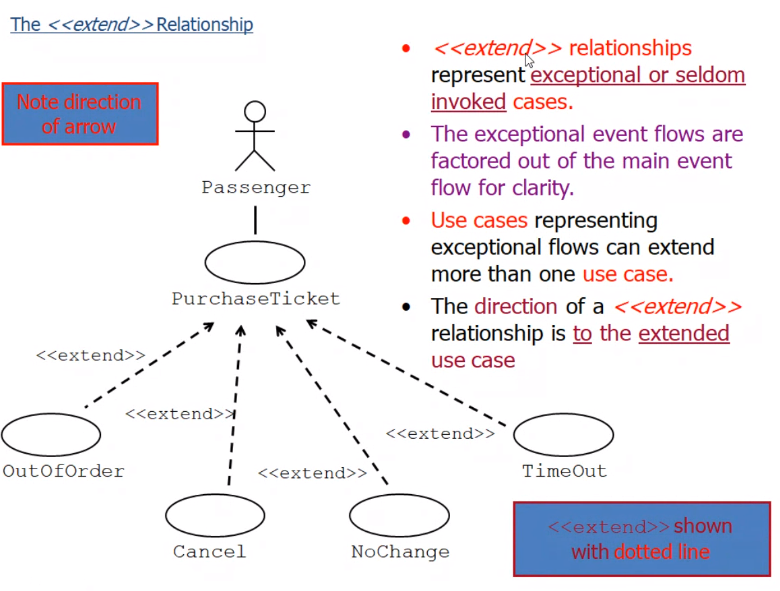 The <<extend>> Relationship
Note direction
of arrow
Passenger
PurchaseTicket
<<extend>>
<<extend>>
<<extend>>
<<extend>>
OutOfOrder
Cancel
NoChange
TimeOut
• <<extend>> relationships
represent exceptional or seldom
invoked cases.
• The exceptional event flows are
factored out of the main event
flow for clarity.
• Use cases representing
exceptional flows can extend
more than one use case.
• The direction of a <<extend>>
relationship is to the extended
use case
<<extend>> shown
with dotted line